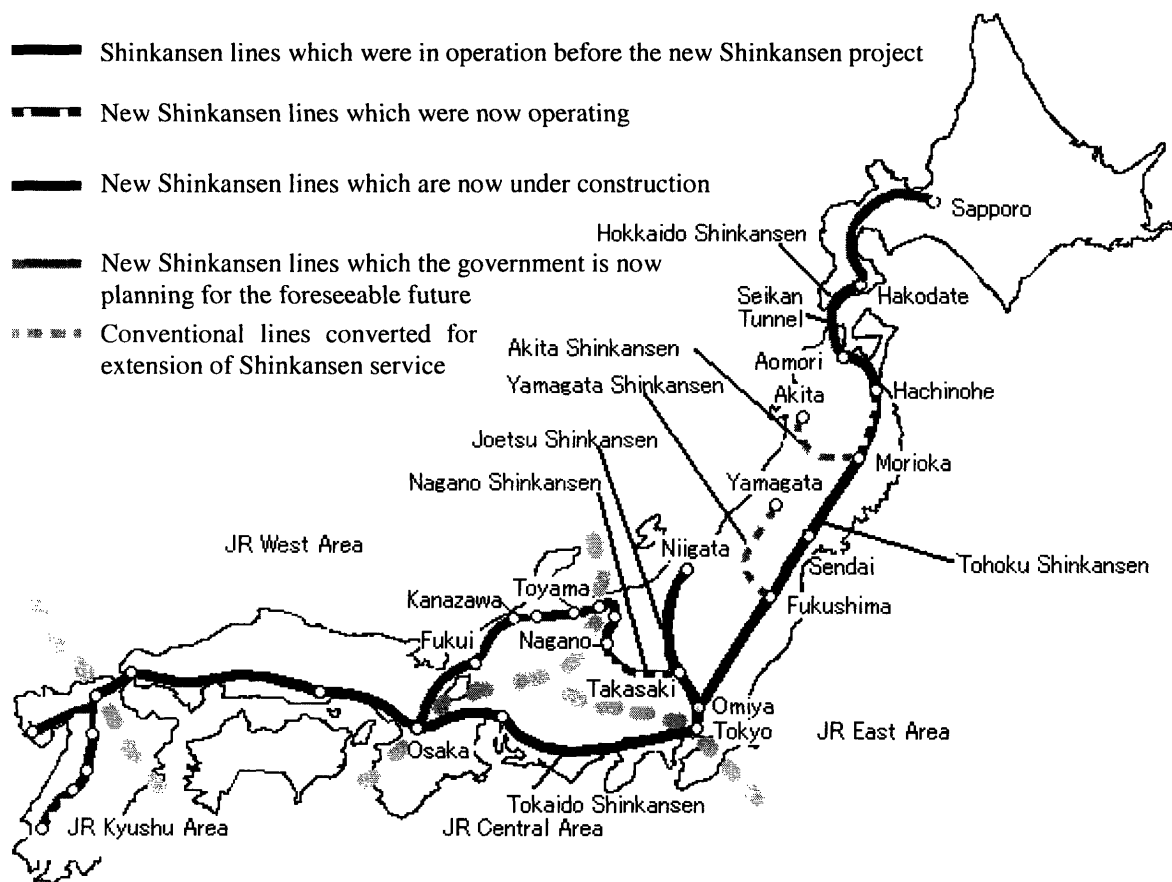 Shinkansen lines which were in operation before the new Shinkansen project
New Shinkansen lines which were now operating
New Shinkansen lines which are now under construction
New Shinkansen lines which the government is now
planning for the foreseeable future
Conventional lines converted for
extension of Shinkansen service
Sapporo
Hokkaido Shinkansen
Hakodate
Seikan
Tunnel
Akita Shinkansen
Aomori
Yamagata Shinkansen
Akita
Hachinohe
Joetsu Shinkansen
Morioka
Nagano Shinkansen
Yamagata
JR West Area
Niigata
Sendai
Tohoku Shinkansen
Toyama
Kanazawa
Fukushima
Fukui
Nagano
Takasaki
Omiya
Tokyo
JR East Area
Osaka
Tokaido Shinkansen
JR Kyushu Area
JR Central Area